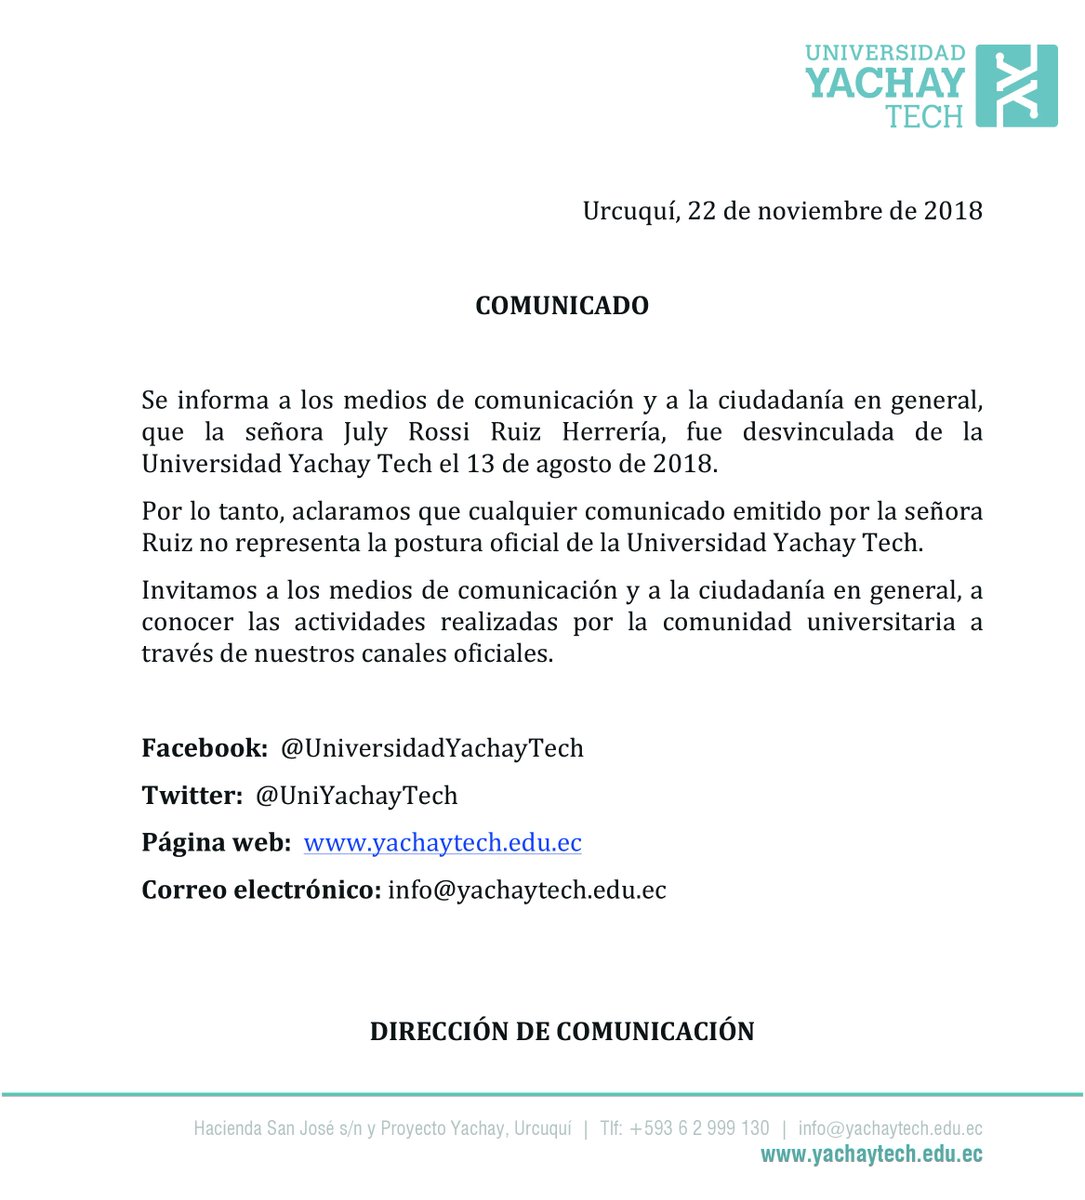 UNIVERSIDAD
YACHAY
TECH
Urcuquí, 22 de noviembre de 2018
COMUNICADO
Se informa a los medios de comunicación y a la ciudadanía en general,
que la señora July Rossi Ruiz Herrería, fue desvinculada de la
Universidad Yachay Tech el 13 de agosto de 2018.
Por lo tanto, aclaramos que cualquier comunicado emitido por la señora
Ruiz no representa la postura oficial de la Universidad Yachay Tech.
Invitamos a los medios de comunicación y a la ciudadanía en general, a
conocer las actividades realizadas por la comunidad universitaria a
través de nuestros canales oficiales.
Facebook: @UniversidadYachayTech
Twitter: @UniYachayTech
Página web: www.yachaytech.edu.ec
Correo electrónico: info@yachaytech.edu.ec
DIRECCIÓN DE COMUNICACIÓN
Hacienda San José s/n y Proyecto Yachay, Urcuquí | Tlf: +593 6 2 999 130 | info@yachaytech.edu.ec
www.yachaytech.edu.ec